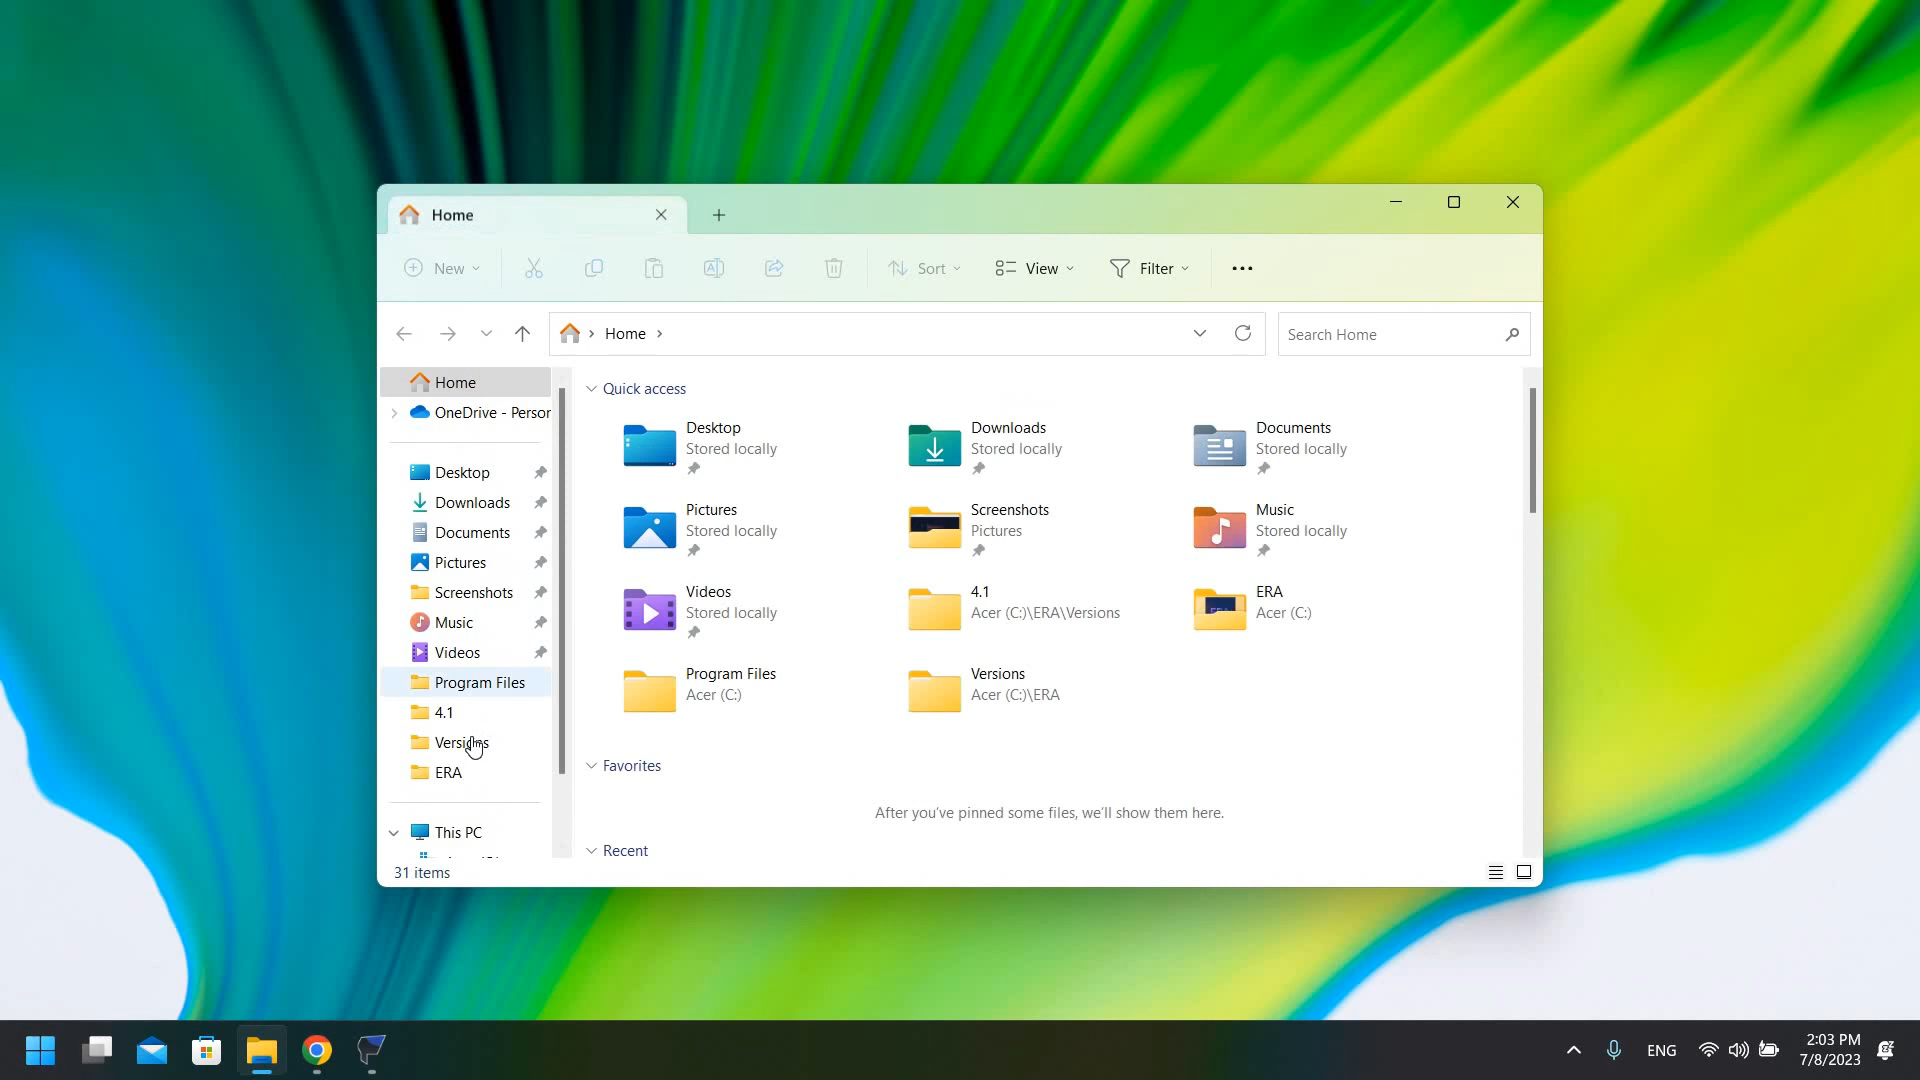 Home
New
Sort
View
Filter
Home
Search Home
Home
OneDrive - Person
Desktop
Downloads
Documents
Pictures
Screenshots
Music
Videos
Program Files
4.1
Versions
ERA
This PC
Quick access
Desktop
Stored locally
Downloads
Stored locally
Documents
Stored locally
Pictures
Stored locally
Screenshots
Pictures
Music
Stored locally
Videos
Stored locally
4.1
Acer (C:)\ERA\Versions
ERA
Acer (C:)
Program Files
Acer (C:)
Versions
Acer (C:)\ERA
Favorites
After you've pinned some files, we'll show them here.
Recent
31 items
ENG
2:03 PM
7/8/2023